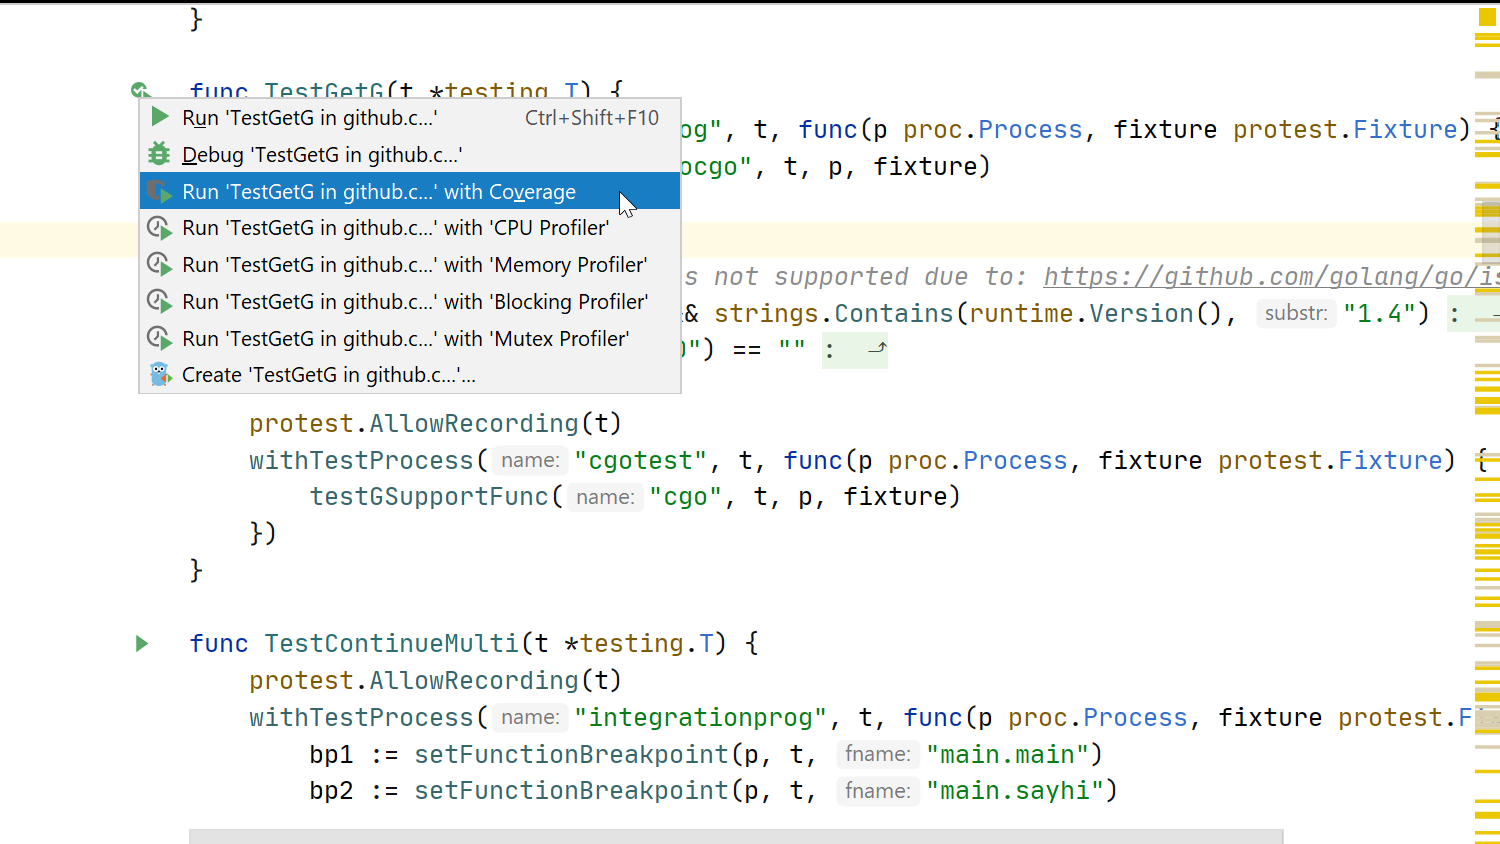 }
func TestGetG(t *testing.T) {
Run 'TestGetG in github.c...' Ctrl+Shift+F10
og", t, func(p proc.Process, fixture protest.Fixture) {
Debug 'TestGetG in github.c...'
ocgo", t, p, fixture)
Run 'TestGetG in github.c...' with Coverage
Run 'TestGetG in github.c...' with 'CPU Profiler'
Run 'TestGetG in github.c...' with 'Memory Profiler'
s not supported due to: https://github.com/golang/go/is
Run 'TestGetG in github.c...' with 'Blocking Profiler'
&& strings.Contains(runtime.Version(), substr: "1.4") :
Run 'TestGetG in github.c...' with 'Mutex Profiler'
") == "" :
Create 'TestGetG in github.c...'...
protest.AllowRecording(t)
withTestProcess( name: "cgotest", t, func(p proc.Process, fixture protest.Fixture) {
testGSupportFunc( name: "cgo", t, p, fixture)
})
}
func TestContinueMulti(t *testing.T) {
protest.AllowRecording(t)
withTestProcess( name: "integrationprog", t, func(p proc.Process, fixture protest.Fi
bp1 := setFunctionBreakpoint(p, t, fname: "main.main")
bp2 := setFunctionBreakpoint(p, t, fname: "main.sayhi")